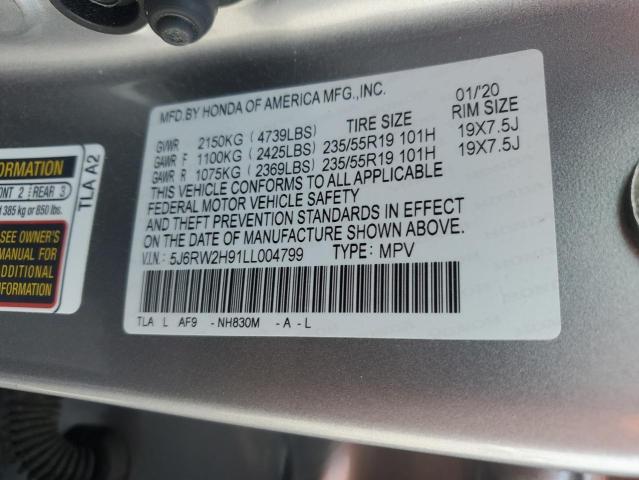 MFD.BY HONDA OF AMERICA MFG.,INC. 01/'20
TIRE SIZE RIM SIZE
GVWR 2150KG ( 4739LBS)
GAWR F 1100KG ( 2425LBS) 235/55R19 101H 19X7.5J
GAWR R 1075KG ( 2369LBS) 235/55R19 101H 19X7.5J
THIS VEHICLE CONFORMS TO ALL APPLICABLE
FEDERAL MOTOR VEHICLE SAFETY
AND THEFT PREVENTION STANDARDS IN EFFECT
ON THE DATE OF MANUFACTURE SHOWN ABOVE.
V.I.N.: 5J6RW2H91LL004799 TYPE: MPV
TLA L AF9 -NH830M -A -L
TLA A2
ORMATION
ONT 2 REAR 3
d 385 kg or 850 lbs.
SEE OWNER'S
MANUAL FOR
ADDITIONAL
INFORMATION